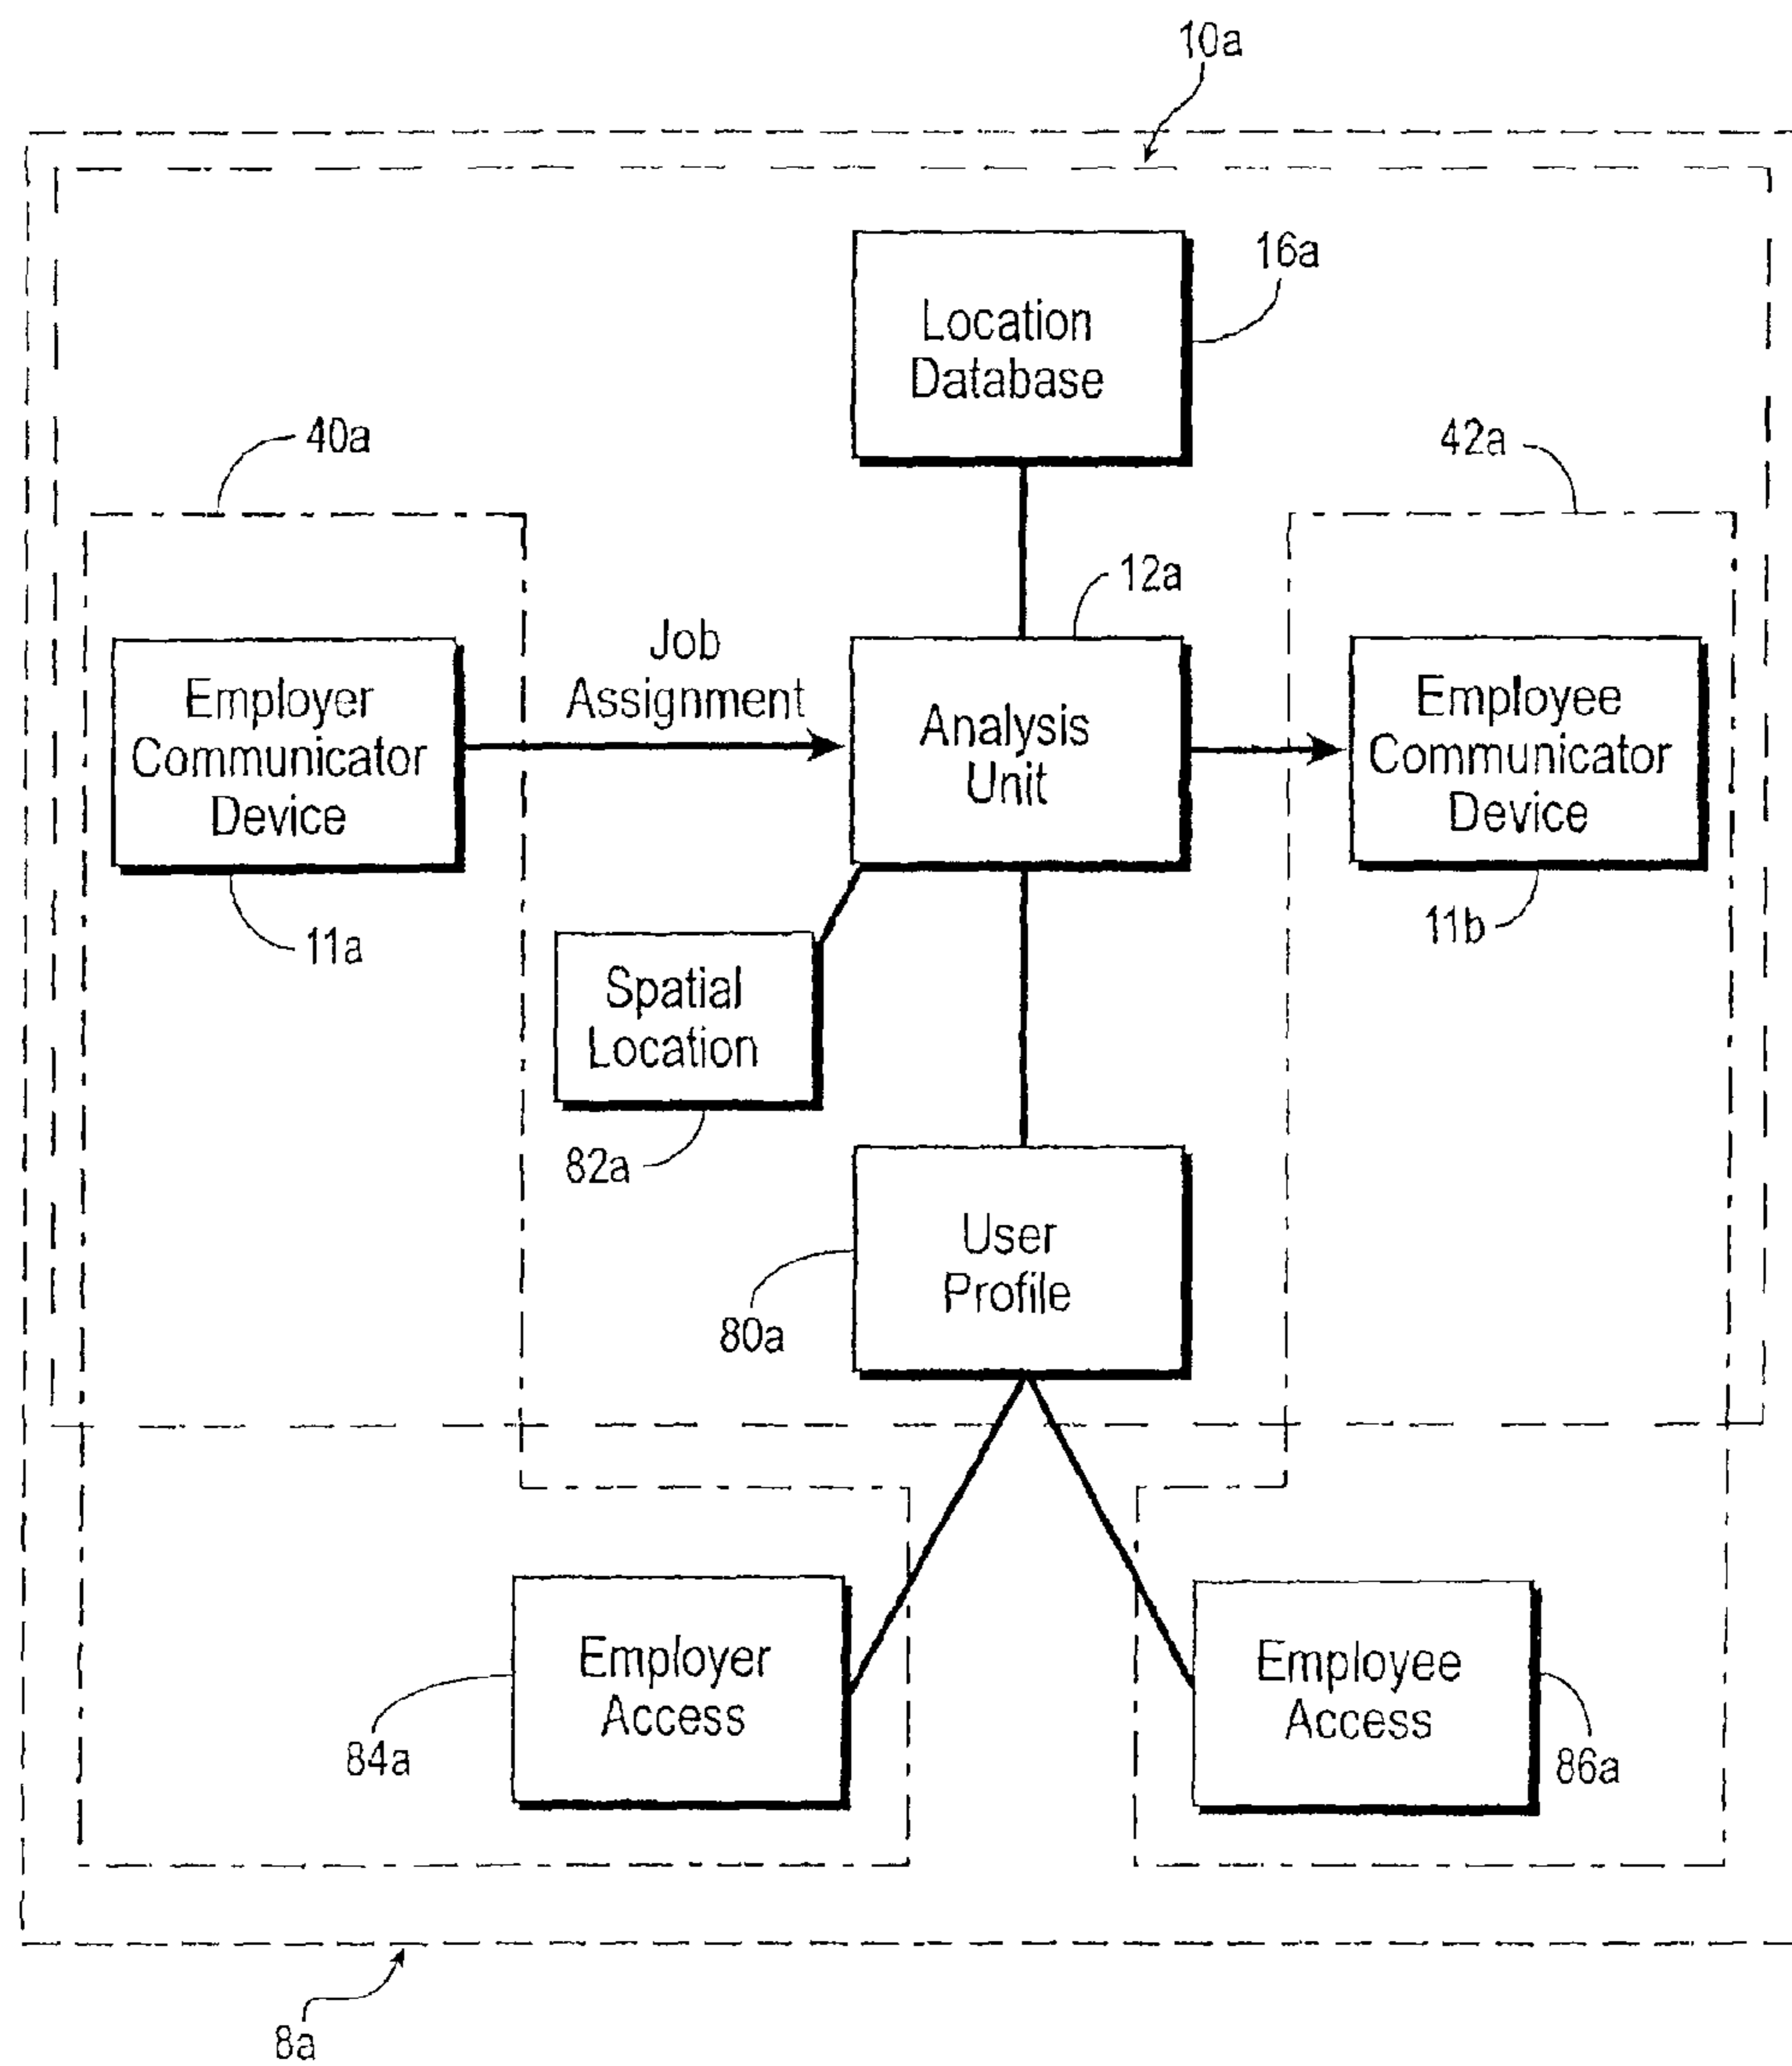 10a
Location
Database
16a
40a
42a
12a
Job
Assignment
Employer
Communicator
Device
Analysis
Unit
Employee
Communicator
Device
11a
11b
Spatial
Location
82a
User
Profile
80a
Employer
Access
84a
Employee
Access
86a
8a